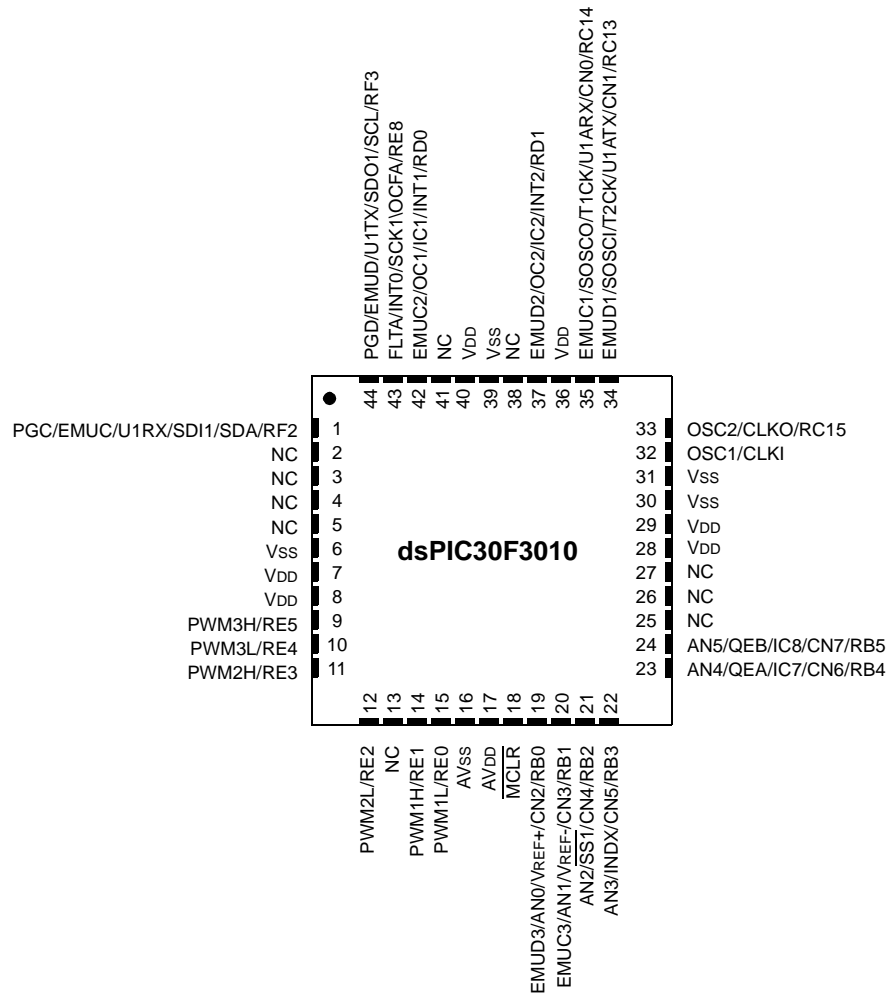 PGD/EMUD/U1TX/SDO1/SCL/RF3
FLTA/INT0/SCK1\OCFA/RE8
EMUC2/OC1/IC1/INT1/RD0
NC
VDD
VSS
NC
EMUD2/OC2/IC2/INT2/RD1
VDD
EMUC1/SOSCO/T1CK/U1ARX/CN0/RC14
EMUD1/SOSCI/T2CK/U1ATX/CN1/RC13
44
43
42
41
40
39
38
37
36
35
34
PGC/EMUC/U1RX/SDI1/SDA/RF2 1
NC 2
NC 3
NC 4
NC 5
VSS 6
VDD 7
VDD 8
PWM3H/RE5 9
PWM3L/RE4 10
PWM2H/RE3 11
dsPIC30F3010
33 OSC2/CLKO/RC15
32 OSC1/CLKI
31 VSS
30 VSS
29 VDD
28 VDD
27 NC
26 NC
25 NC
24 AN5/QEB/IC8/CN7/RB5
23 AN4/QEA/IC7/CN6/RB4
12
13
14
15
16
17
18
19
20
21
22
PWM2L/RE2
NC
PWM1H/RE1
PWM1L/RE0
AVSS
AVDD
MCLR
EMUD3/AN0/VREF+/CN2/RB0
EMUC3/AN1/VREF-/CN3/RB1
AN2/SS1/CN4/RB2
AN3/INDX/CN5/RB3